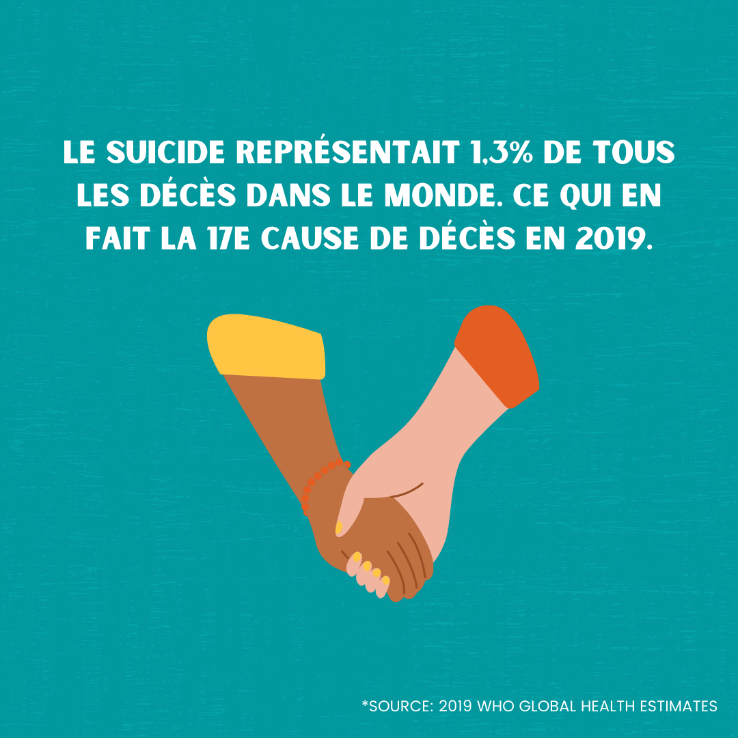 LE SUICIDE REPRÉSENTAIT 1,3% DE TOUS
LES DÉCÈS DANS LE MONDE. CE QUI EN
FAIT LA 17E CAUSE DE DÉCÈS EN 2019.
*SOURCE: 2019 WHO GLOBAL HEALTH ESTIMATES